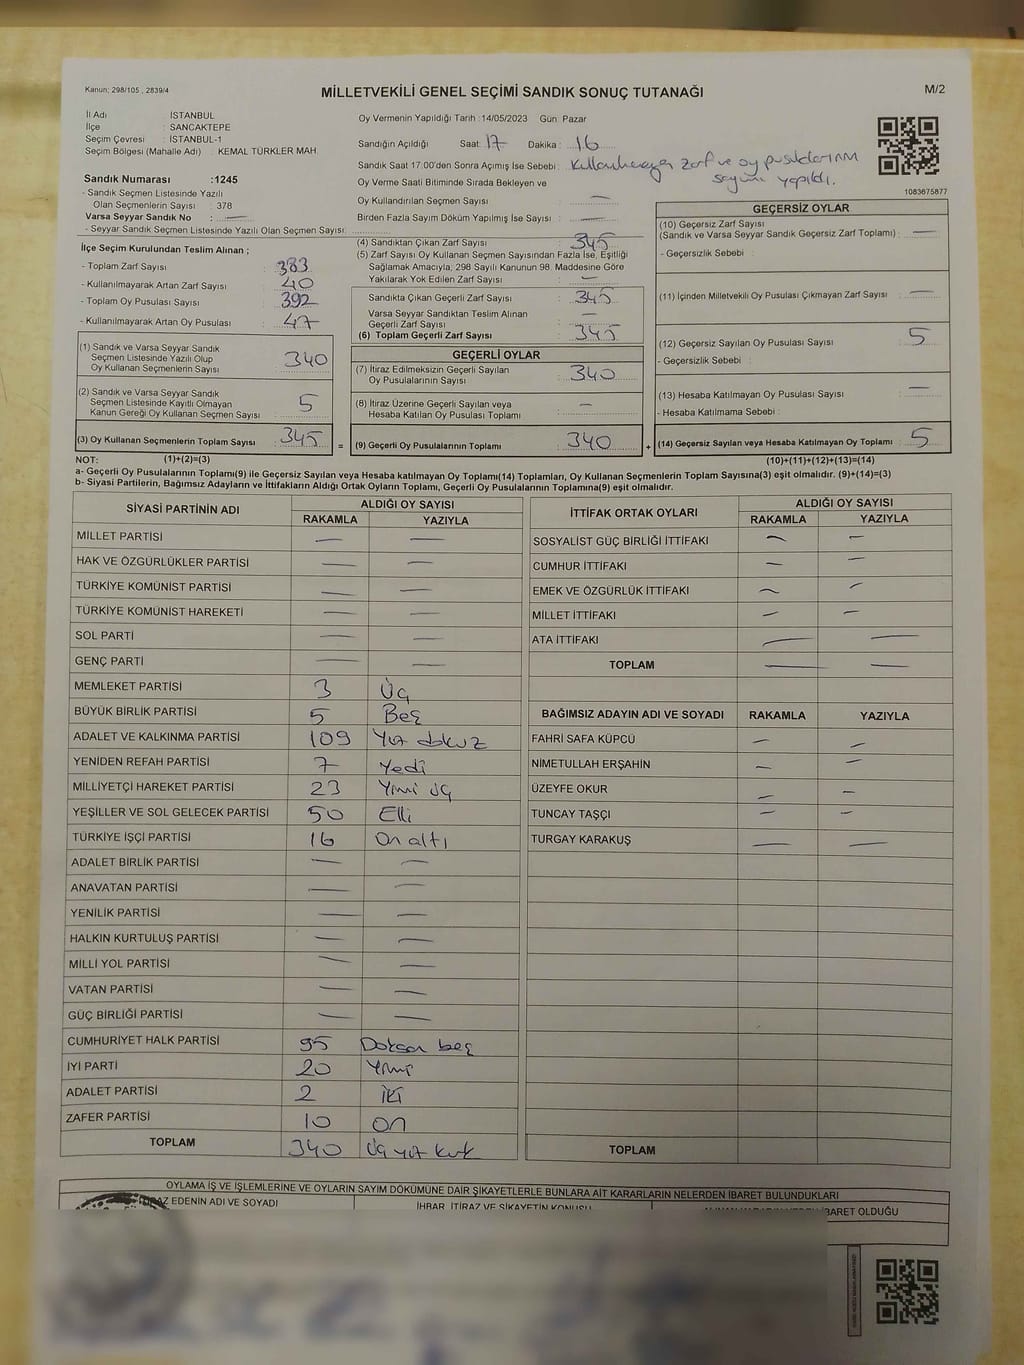 Kanun; 298/105 , 2839/4
MİLLETVEKİLİ GENEL SEÇİMİ SANDIK SONUÇ TUTANAĞI
M/2
İl Adı : İSTANBUL
İlçe : SANCAKTEPE
Seçim Çevresi : İSTANBUL-1
Seçim Bölgesi (Mahalle Adı) : KEMAL TÜRKLER MAH.
Sandık Numarası :1245
- Sandık Seçmen Listesinde Yazılı
Olan Seçmenlerin Sayısı : 378
Varsa Seyyar Sandık No : —
- Seyyar Sandık Seçmen Listesinde Yazılı Olan Seçmen Sayısı:
Oy Vermenin Yapıldığı Tarih :14/05/2023 Gün: Pazar
Sandığın Açıldığı Saat: 17 Dakika : 16
Sandık Saat 17.00'den Sonra Açımış İse Sebebi : Kullanılmayan zarf ve oy pusulalarının
sayımı yapıldı.
Oy Verme Saati Bitiminde Sırada Bekleyen ve
Oy Kullandırılan Seçmen Sayısı : —
Birden Fazla Sayım Döküm Yapılmış İse Sayısı : —
1083675877
İlçe Seçim Kurulundan Teslim Alınan ;
- Toplam Zarf Sayısı : 383
- Kullanılmayarak Artan Zarf Sayısı : 40
- Toplam Oy Pusulası Sayısı : 392
- Kullanılmayarak Artan Oy Pusulası : 47
(1) Sandık ve Varsa Seyyar Sandık
Seçmen Listesinde Yazılı Olup
Oy Kullanan Seçmenlerin Sayısı : 340
(2) Sandık ve Varsa Seyyar Sandık
Seçmen Listesinde Kayıtlı Olmayan
Kanun Gereği Oy Kullanan Seçmen Sayısı : 5
(3) Oy Kullanan Seçmenlerin Toplam Sayısı : 345
(4) Sandıktan Çıkan Zarf Sayısı : 345
(5) Zarf Sayısı Oy Kullanan Seçmen Sayısından Fazla İse, Eşitliği
Sağlamak Amacıyla; 298 Sayılı Kanunun 98. Maddesine Göre
Yakılarak Yok Edilen Zarf Sayısı : —
Sandıkta Çıkan Geçerli Zarf Sayısı : 345
Varsa Seyyar Sandıktan Teslim Alınan
Geçerli Zarf Sayısı : —
(6) Toplam Geçerli Zarf Sayısı : 345
GEÇERLİ OYLAR
(7) İtiraz Edilmeksizin Geçerli Sayılan
Oy Pusulalarının Sayısı : 340
(8) İtiraz Üzerine Geçerli Sayılan veya
Hesaba Katılan Oy Pusulası Toplamı : —
= (9) Geçerli Oy Pusulalarının Toplamı : 340 +
GEÇERSİZ OYLAR
(10) Geçersiz Zarf Sayısı
(Sandık ve Varsa Seyyar Sandık Geçersiz Zarf Toplamı) : —
- Geçersizlik Sebebi :
(11) İçinden Milletvekili Oy Pusulası Çıkmayan Zarf Sayısı : —
(12) Geçersiz Sayılan Oy Pusulası Sayısı : 5
- Geçersizlik Sebebi :
(13) Hesaba Katılmayan Oy Pusulası Sayısı : —
- Hesaba Katılmama Sebebi :
(14) Geçersiz Sayılan veya Hesaba Katılmayan Oy Toplamı : 5
NOT: (1)+(2)=(3)
(10)+(11)+(12)+(13)=(14)
a- Geçerli Oy Pusulalarının Toplamı(9) ile Geçersiz Sayılan veya Hesaba katılmayan Oy Toplamı(14) Toplamları, Oy Kullanan Seçmenlerin Toplam Sayısına(3) eşit olmalıdır. (9)+(14)=(3)
b- Siyasi Partilerin, Bağımsız Adayların ve İttifakların Aldığı Ortak Oyların Toplamı, Geçerli Oy Pusulalarının Toplamına(9) eşit olmalıdır.
SİYASİ PARTİNİN ADI
ALDIĞI OY SAYISI
RAKAMLA YAZIYLA
MİLLET PARTİSİ — —
HAK VE ÖZGÜRLÜKLER PARTİSİ — —
TÜRKİYE KOMÜNİST PARTİSİ — —
TÜRKİYE KOMÜNİST HAREKETİ — —
SOL PARTİ — —
GENÇ PARTİ — —
MEMLEKET PARTİSİ 3 Üç
BÜYÜK BİRLİK PARTİSİ 5 Beş
ADALET VE KALKINMA PARTİSİ 109 Yüz dokuz
YENİDEN REFAH PARTİSİ 7 Yedi
MİLLİYETÇİ HAREKET PARTİSİ 23 Yirmi üç
YEŞİLLER VE SOL GELECEK PARTİSİ 50 Elli
TÜRKİYE İŞÇİ PARTİSİ 16 On altı
ADALET BİRLİK PARTİSİ — —
ANAVATAN PARTİSİ — —
YENİLİK PARTİSİ — —
HALKIN KURTULUŞ PARTİSİ — —
MİLLİ YOL PARTİSİ — —
VATAN PARTİSİ — —
GÜÇ BİRLİĞİ PARTİSİ — —
CUMHURİYET HALK PARTİSİ 95 Doksan beş
İYİ PARTİ 20 Yirmi
ADALET PARTİSİ 2 İki
ZAFER PARTİSİ 10 on
TOPLAM 340 Üç yüz kırk
İTTİFAK ORTAK OYLARI
ALDIĞI OY SAYISI
RAKAMLA YAZIYLA
SOSYALİST GÜÇ BİRLİĞİ İTTİFAKI — —
CUMHUR İTTİFAKI — —
EMEK VE ÖZGÜRLÜK İTTİFAKI — —
MİLLET İTTİFAKI — —
ATA İTTİFAKI — —
TOPLAM — —
BAĞIMSIZ ADAYIN ADI VE SOYADI RAKAMLA YAZIYLA
FAHRİ SAFA KÜPCÜ — —
NİMETULLAH ERŞAHİN — —
ÜZEYFE OKUR — —
TUNCAY TAŞÇI — —
TURGAY KARAKUŞ — —
TOPLAM
OYLAMA İŞ VE İŞLEMLERİNE VE OYLARIN SAYIM DÖKÜMÜNE DAİR ŞİKAYETLERLE BUNLARA AİT KARARLARIN NELERDEN İBARET BULUNDUKLARI
İTİRAZ EDENİN ADI VE SOYADI
İHBAR, İTİRAZ VE ŞİKAYETİN KONUSU
İBARET OLDUĞU